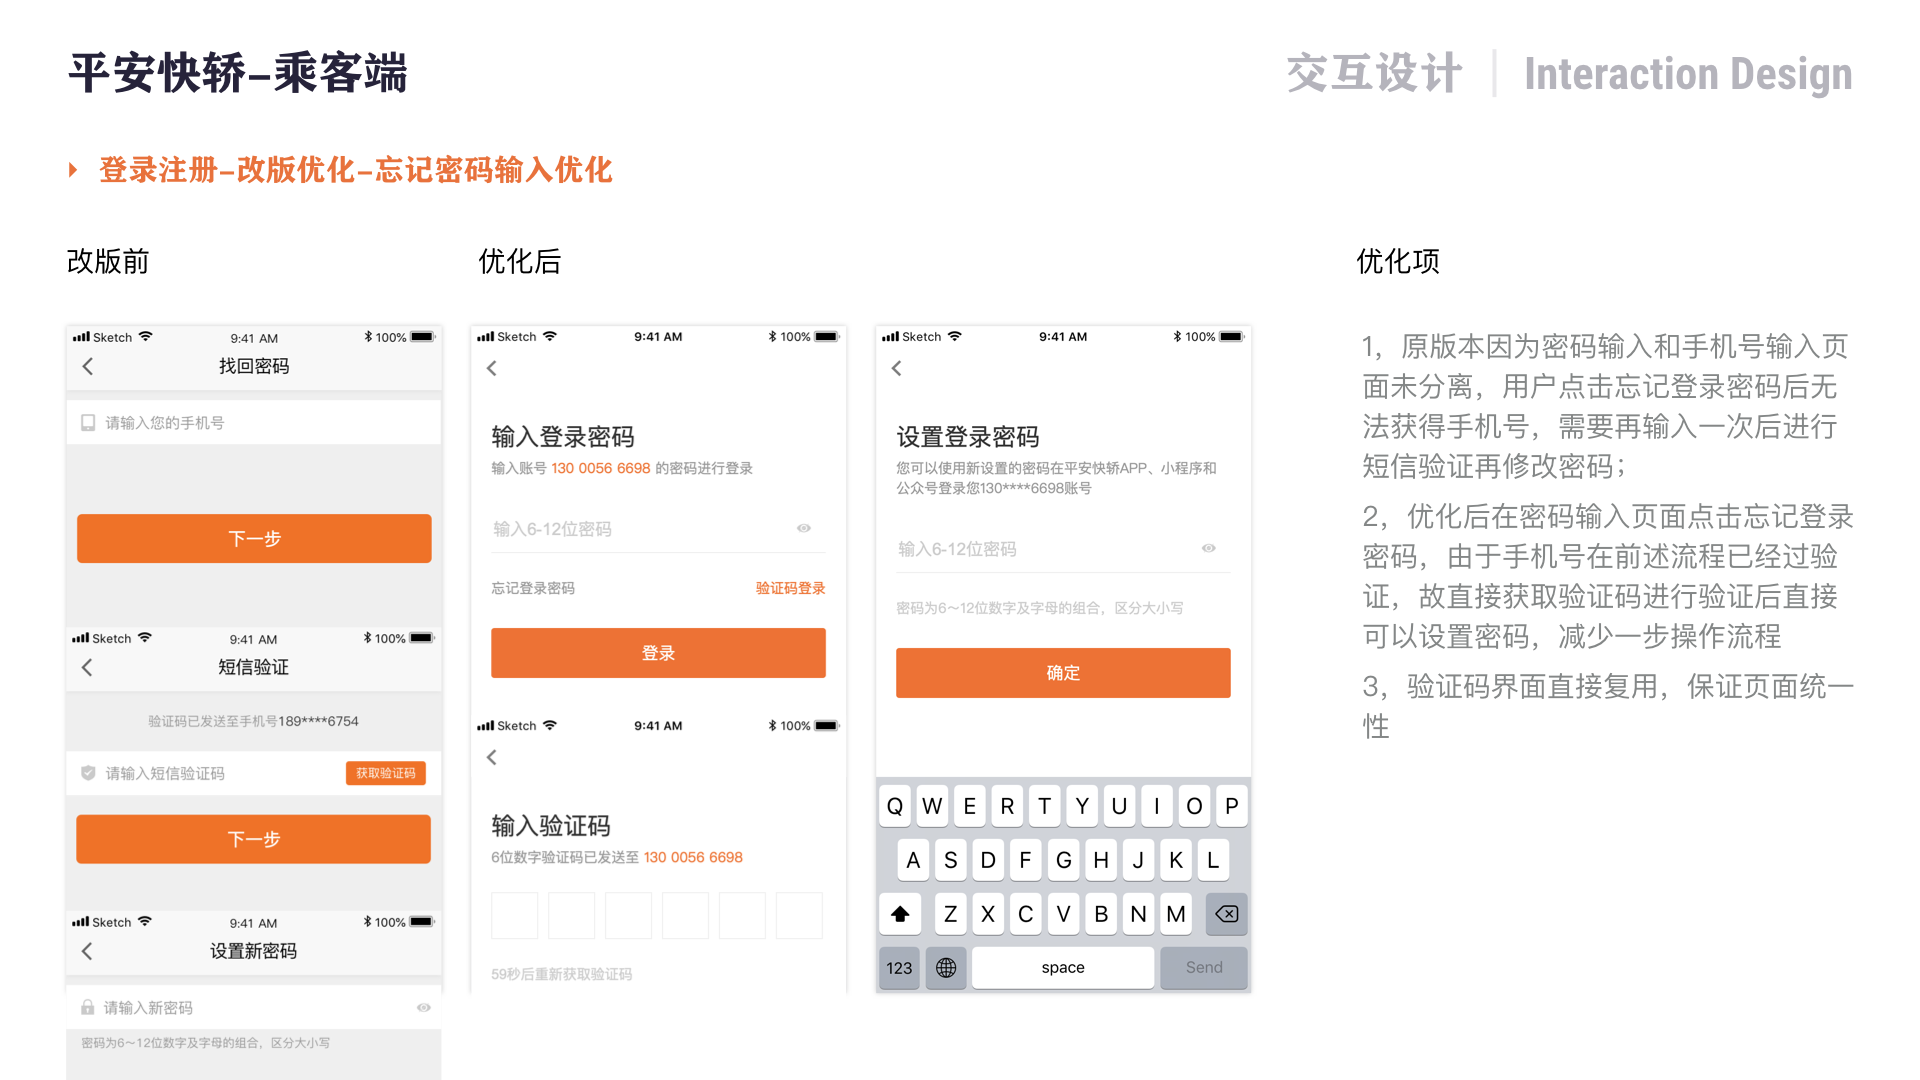 平安快轿–乘客端
交互设计 | Interaction Design
登录注册–改版优化–忘记密码输入优化
改版前
优化后
优化项
Sketch 9:41 AM 100%
找回密码
请输入您的手机号
下一步
Sketch 9:41 AM 100%
短信验证
验证码已发送至手机号189****6754
请输入短信验证码 获取验证码
下一步
Sketch 9:41 AM 100%
设置新密码
请输入新密码
密码为6～12位数字及字母的组合，区分大小写
Sketch 9:41 AM 100%
输入登录密码
输入账号 130 0056 6698 的密码进行登录
输入6-12位密码
忘记登录密码 验证码登录
登录
Sketch 9:41 AM 100%
输入验证码
6位数字验证码已发送至 130 0056 6698
59秒后重新获取验证码
Sketch 9:41 AM 100%
设置登录密码
您可以使用新设置的密码在平安快轿APP、小程序和
公众号登录您130****6698账号
输入6-12位密码
密码为6～12位数字及字母的组合，区分大小写
确定
Q W E R T Y U I O P
A S D F G H J K L
Z X C V B N M
123 space Send
1，原版本因为密码输入和手机号输入页
面未分离，用户点击忘记登录密码后无
法获得手机号，需要再输入一次后进行
短信验证再修改密码；
2，优化后在密码输入页面点击忘记登录
密码，由于手机号在前述流程已经过验
证，故直接获取验证码进行验证后直接
可以设置密码，减少一步操作流程
3，验证码界面直接复用，保证页面统一
性